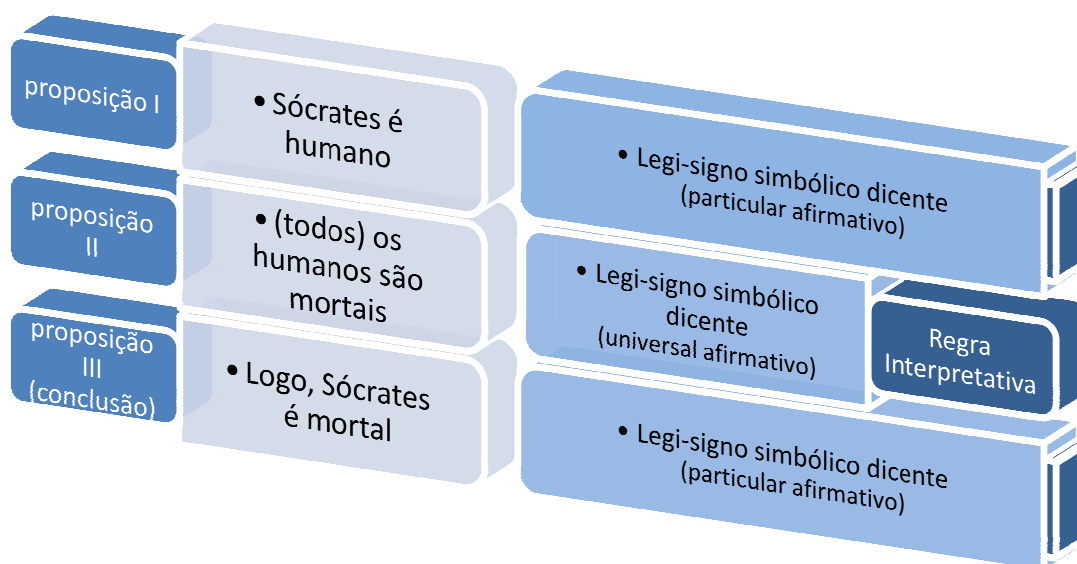 proposição I
• Sócrates é
humano
• Legi-signo simbólico dicente
(particular afirmativo)
proposição
II
• (todos) os
humanos são
mortais
• Legi-signo simbólico
dicente
(universal afirmativo)
Regra
Interpretativa
proposição
III
(conclusão)
• Logo, Sócrates
é mortal
• Legi-signo simbólico dicente
(particular afirmativo)